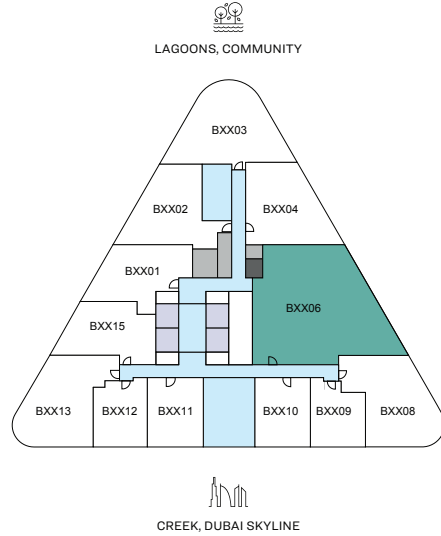 LAGOONS, COMMUNITY
BXX03
BXX02 BXX04
BXX01
BXX06
BXX15
BXX13 BXX12 BXX11 BXX10 BXX09 BXX08
CREEK, DUBAI SKYLINE